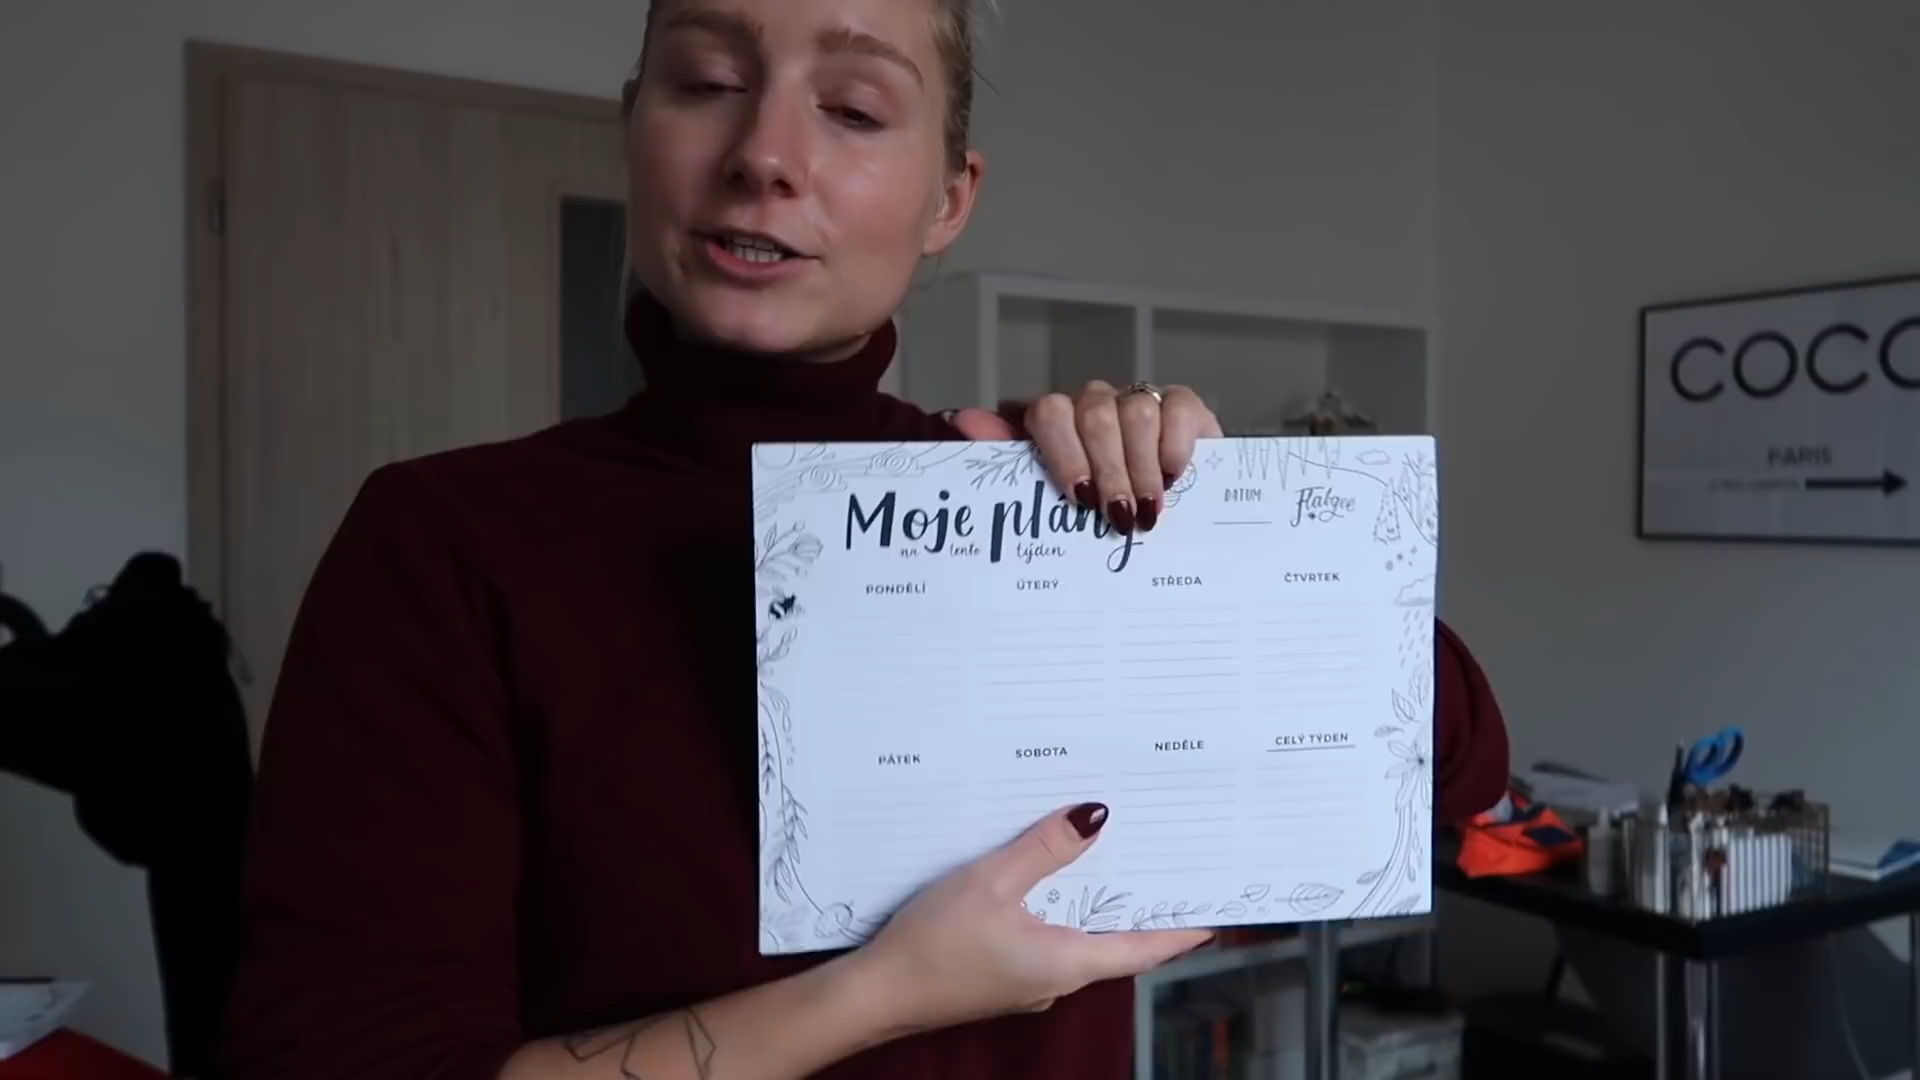 Moje plány
na tento týden
DATUM:
Flalgee
PONDĚLÍ ÚTERÝ STŘEDA ČTVRTEK
PÁTEK SOBOTA NEDĚLE CELÝ TÝDEN
COCO
PARIS